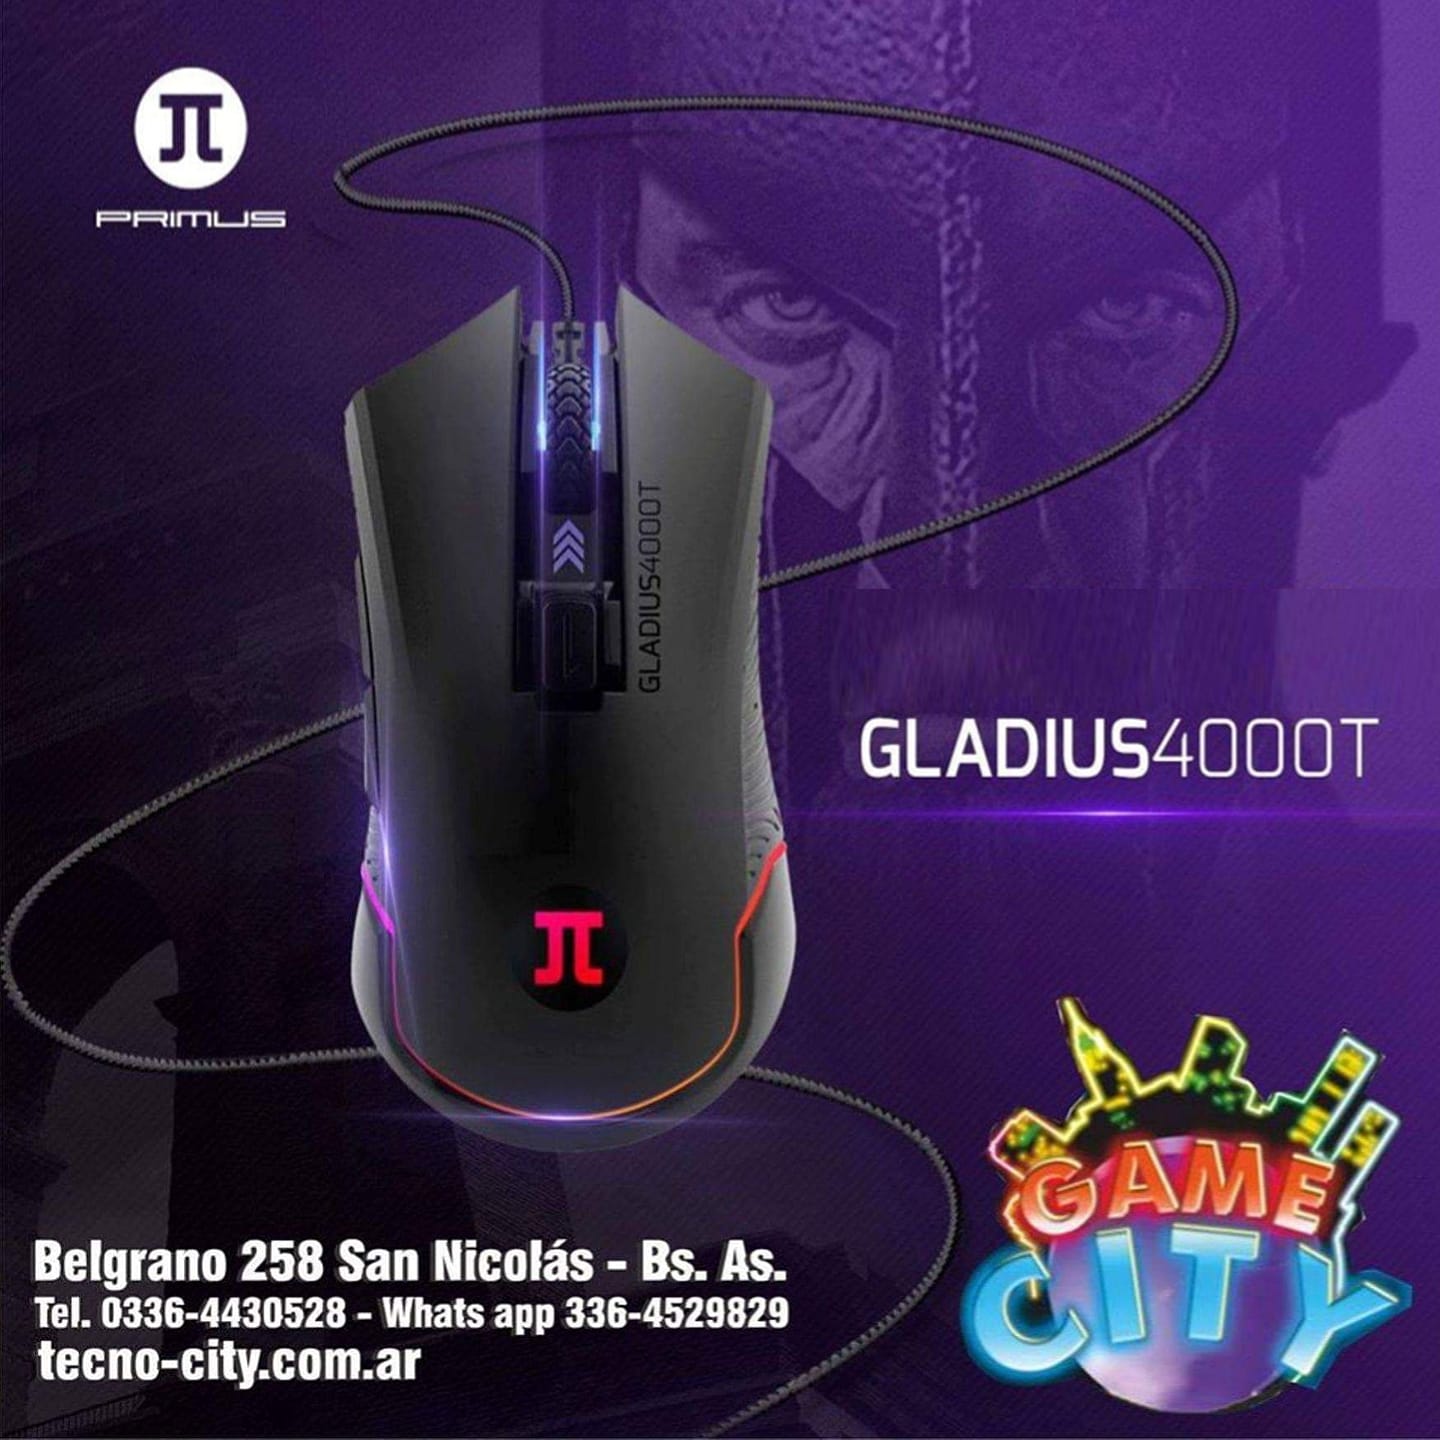 PRIMUS
GLADIUS4000T
GLADIUS4000T
GAME
CITY
Belgrano 258 San Nicolás - Bs. As.
Tel. 0336-4430528 - Whats app 336-4529829
tecno-city.com.ar